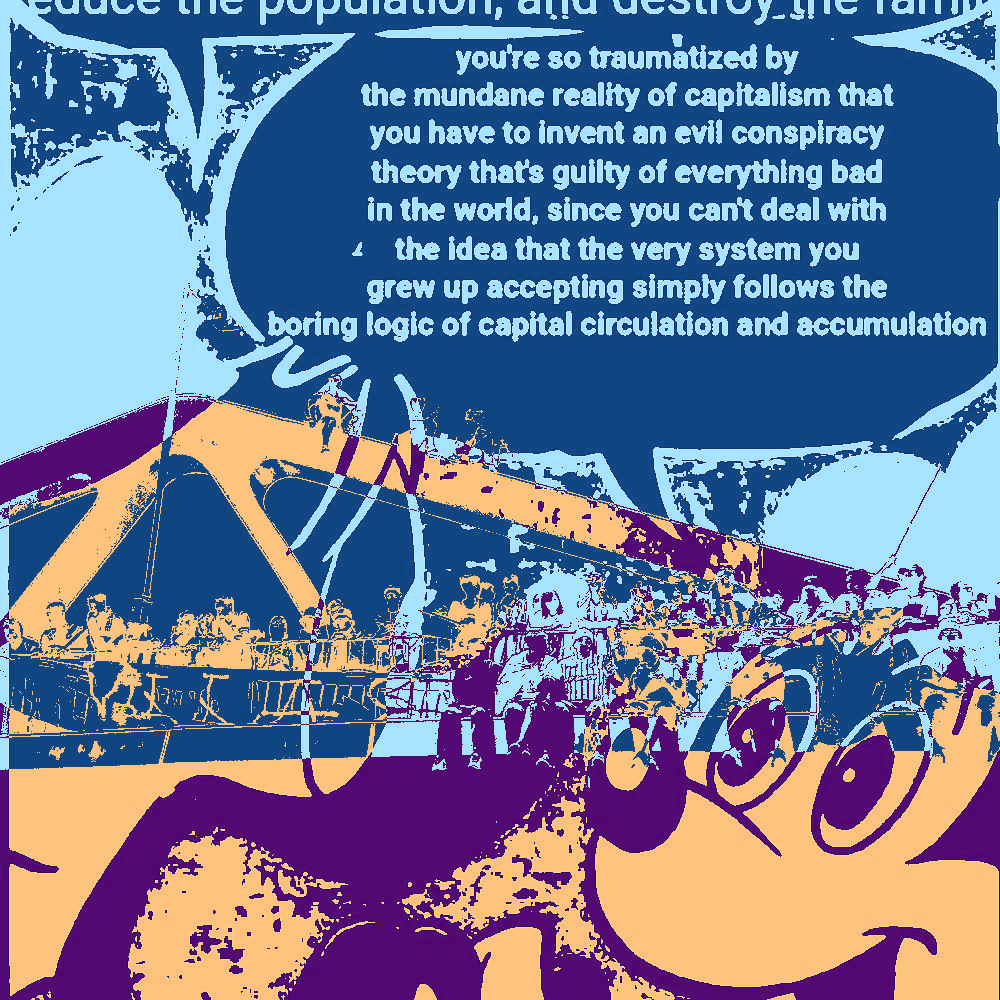 educe the population, and destroy the famil
you're so traumatized by
the mundane reality of capitalism that
you have to invent an evil conspiracy
theory that's guilty of everything bad
in the world, since you can't deal with
the idea that the very system you
grew up accepting simply follows the
boring logic of capital circulation and accumulation